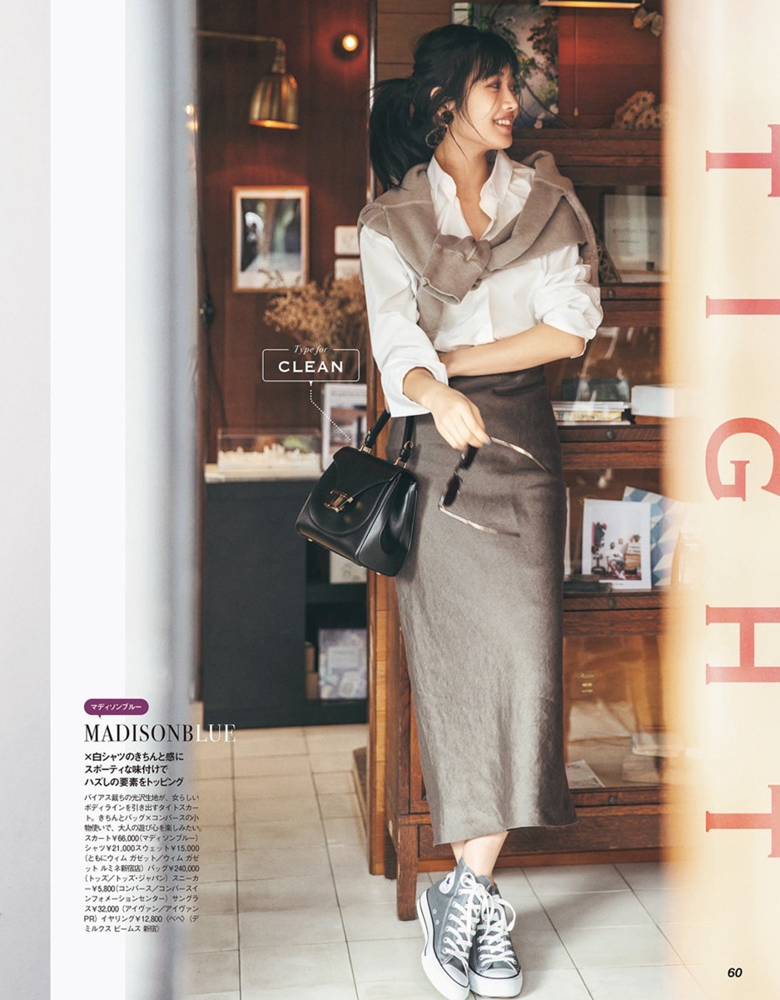 TIGHT
Type for
CLEAN
マディソンブルー
MADISONBLUE
×白シャツのきちんと感に
スポーティな味付けで
ハズしの要素をトッピング
バイアス裁ちの光沢生地が、女らしい
ボディラインを引き出すタイトスカー
ト。きちんとバッグ×コンバースの小
物使いで、大人の遊び心を楽しみたい。
スカート¥66,000(マディソンブルー)
シャツ¥21,000スウェット¥15,000
(ともにウィム ガゼット/ウィム ガゼ
ット ルミネ新宿店) バッグ¥240,000
(トッズ/トッズ・ジャパン) スニーカ
ー¥5,800(コンバース/コンバースイ
ンフォメーションセンター) サングラ
ス¥32,000 (アイヴァン/アイヴァン
PR) イヤリング¥12,800 〈べべ〉(デ
ミルクス ビームス 新宿)
60